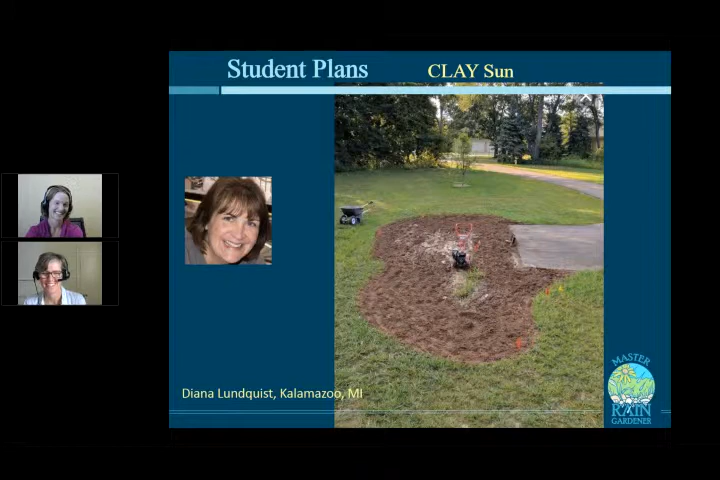 Student Plans
CLAY Sun
Diana Lundquist, Kalamazoo, MI
MASTER
RAIN
GARDENER